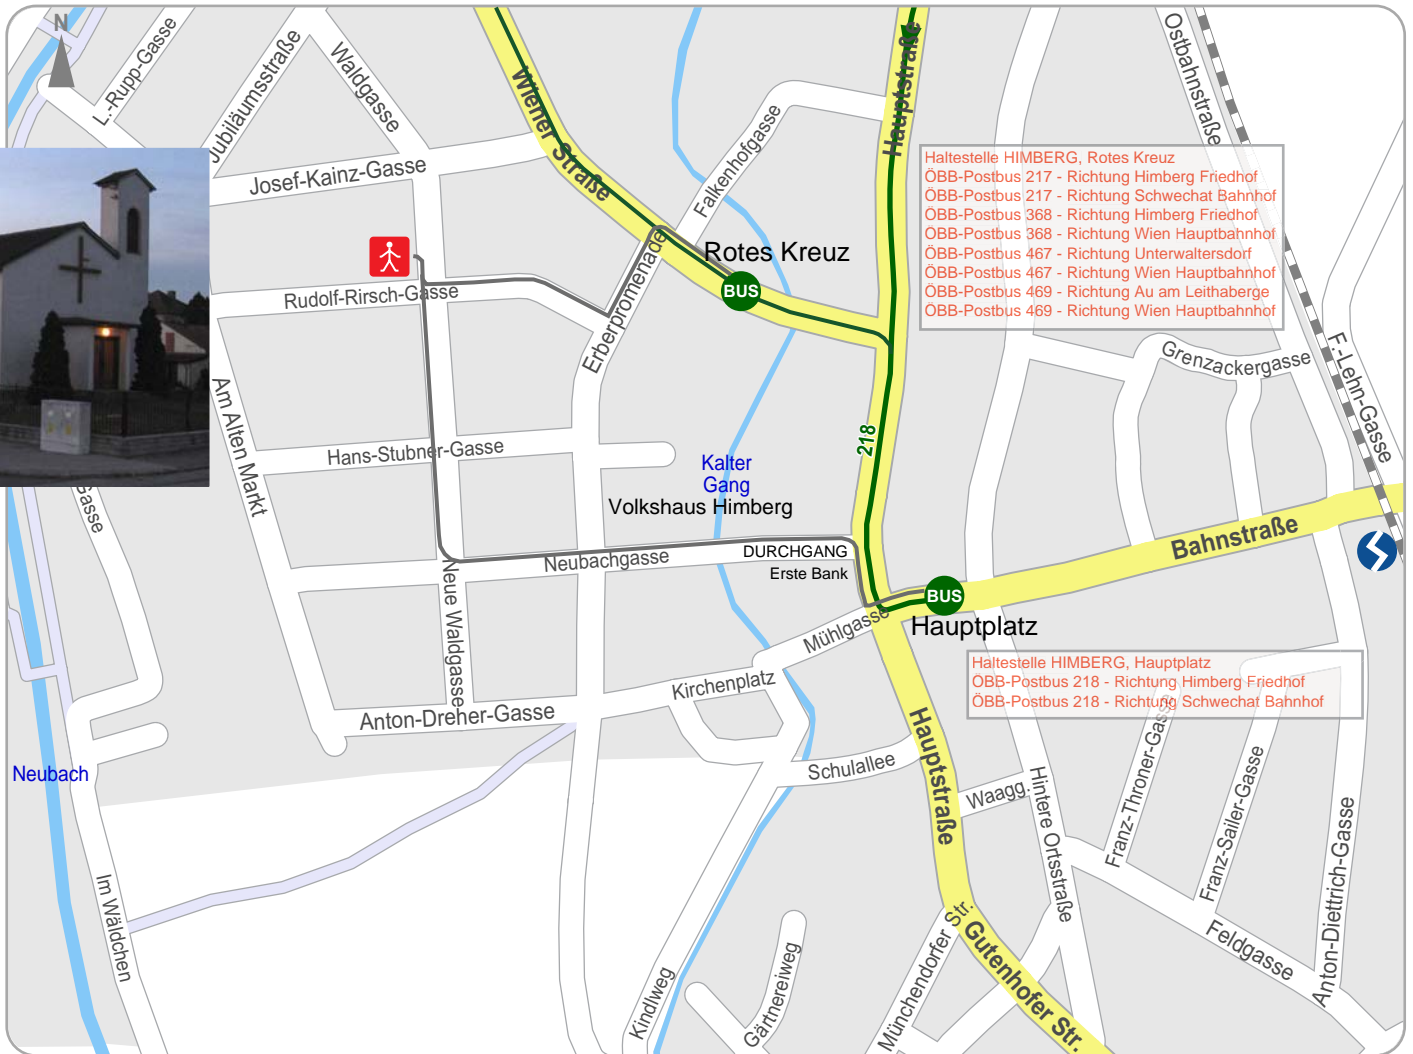 N
L.-Rupp-Gasse
Jubiläumsstraße
Waldgasse
Wiener Straße
Hauptstraße
Ostbahnstraße
Josef-Kainz-Gasse
Falkenhofgasse
Haltestelle HIMBERG, Rotes Kreuz
ÖBB-Postbus 217 - Richtung Himberg Friedhof
ÖBB-Postbus 217 - Richtung Schwechat Bahnhof
ÖBB-Postbus 368 - Richtung Himberg Friedhof
ÖBB-Postbus 368 - Richtung Wien Hauptbahnhof
ÖBB-Postbus 467 - Richtung Unterwaltersdorf
ÖBB-Postbus 467 - Richtung Wien Hauptbahnhof
ÖBB-Postbus 469 - Richtung Au am Leithaberge
ÖBB-Postbus 469 - Richtung Wien Hauptbahnhof
Rotes Kreuz
BUS
Rudolf-Rirsch-Gasse
Erberpromenade
Grenzackergasse
F.-Lehn-Gasse
Am Alten Markt
Hans-Stubner-Gasse
218
Kalter
Gang
Volkshaus Himberg
Gasse
Bahnstraße
DURCHGANG
Erste Bank
Neubachgasse
Neue Waldgasse
BUS
Hauptplatz
Mühlgasse
Haltestelle HIMBERG, Hauptplatz
ÖBB-Postbus 218 - Richtung Himberg Friedhof
ÖBB-Postbus 218 - Richtung Schwechat Bahnhof
Kirchenplatz
Anton-Dreher-Gasse
Neubach
Schulallee
Hauptstraße
Waagg.
Hintere Ortsstraße
Franz-Throner-Gasse
Franz-Sailer-Gasse
Anton-Diettrich-Gasse
Im Wäldchen
Feldgasse
Kindlweg
Gärtnereiweg
Münchendorfer Str.
Gutenhofer Str.